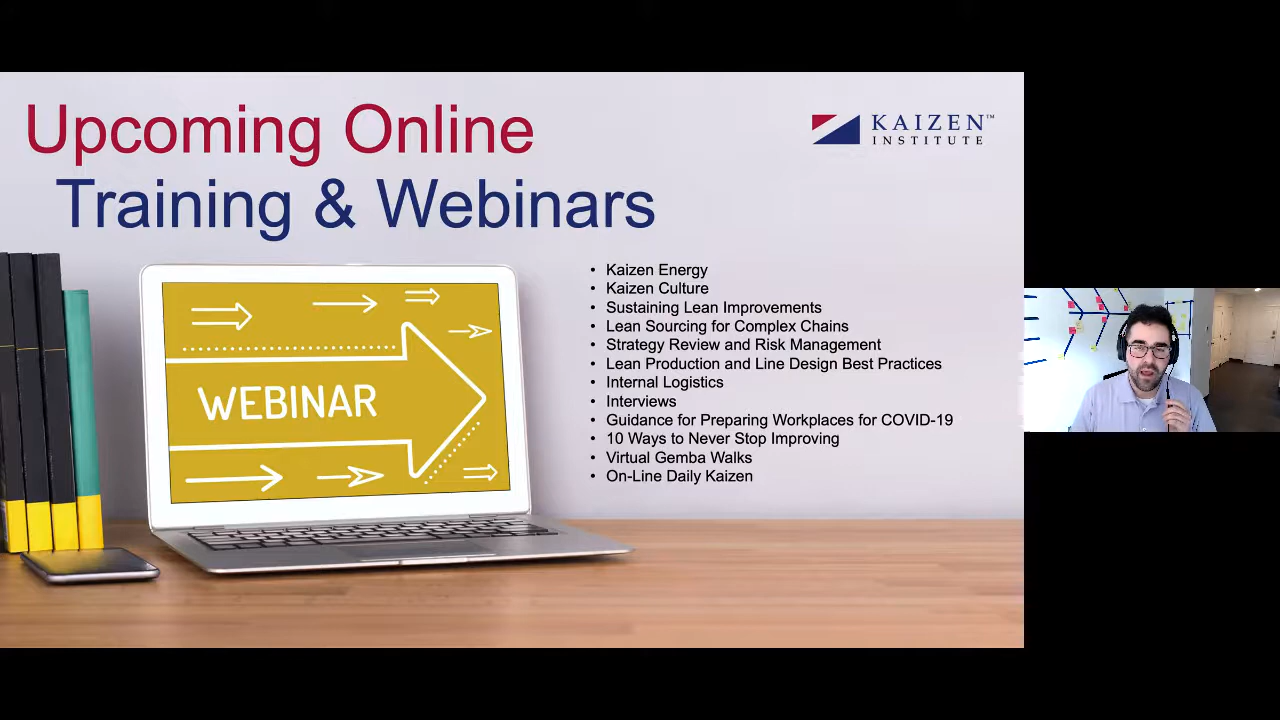 Upcoming Online
Training & Webinars
KAIZEN™
INSTITUTE
WEBINAR
• Kaizen Energy
• Kaizen Culture
• Sustaining Lean Improvements
• Lean Sourcing for Complex Chains
• Strategy Review and Risk Management
• Lean Production and Line Design Best Practices
• Internal Logistics
• Interviews
• Guidance for Preparing Workplaces for COVID-19
• 10 Ways to Never Stop Improving
• Virtual Gemba Walks
• On-Line Daily Kaizen